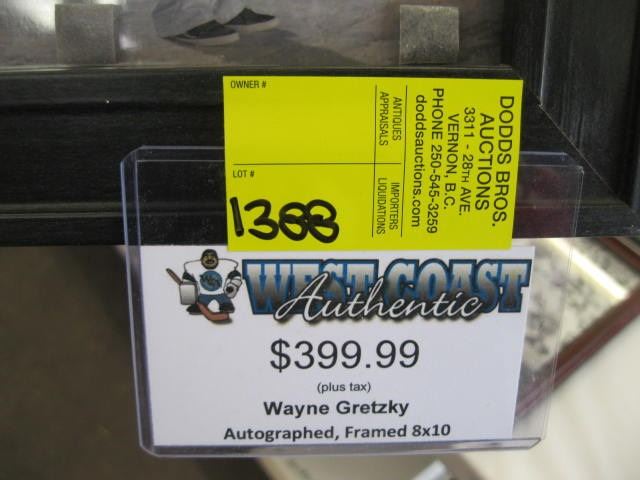 OWNER #
LOT #
1388
ANTIQUES
APPRAISALS
IMPORTERS
LIQUIDATIONS
DODDS BROS.
AUCTIONS
3311 - 28TH AVE.
VERNON, B.C.
PHONE 250-545-3259
doddsauctions.com
WEST COAST
Authentic
$399.99
(plus tax)
Wayne Gretzky
Autographed, Framed 8x10